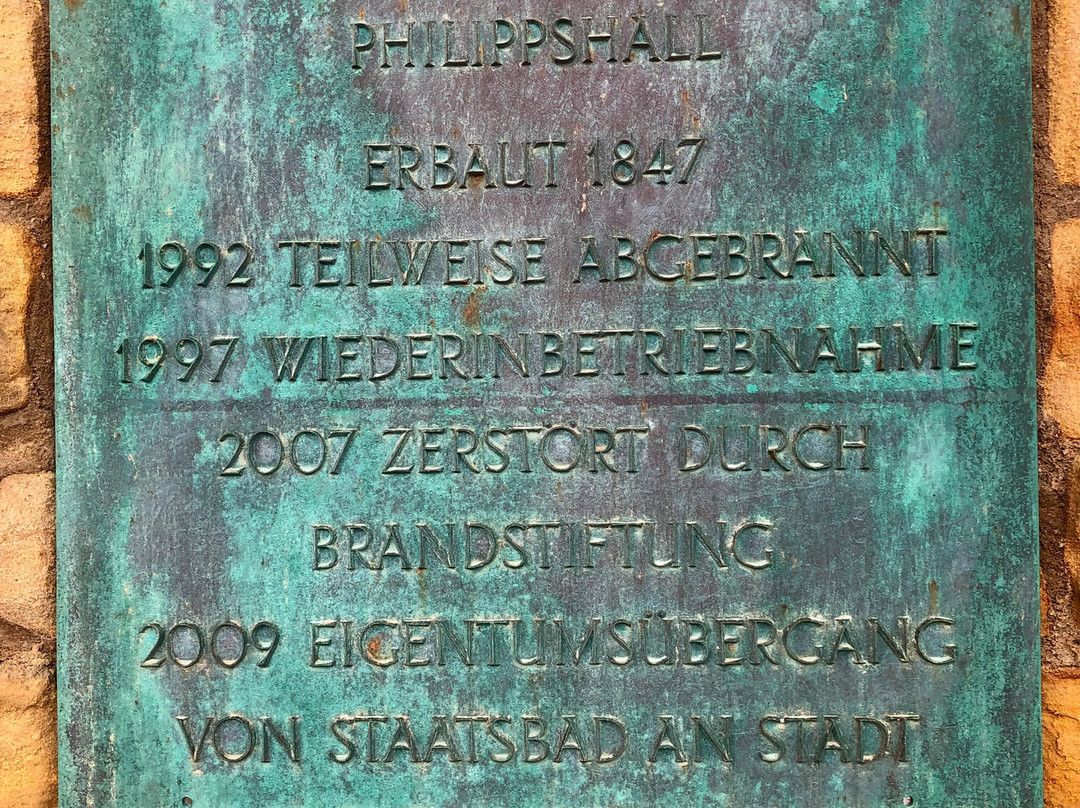 PHILIPPSHALL
ERBAUT 1847
1992 TEILWEISE ABGEBRANNT
1997 WIEDERINBETRIEBNAHME
2007 ZERSTÖRT DURCH
BRANDSTIFTUNG
2009 EIGENTUMSÜBERGANG
VON STAATSBAD AN STADT